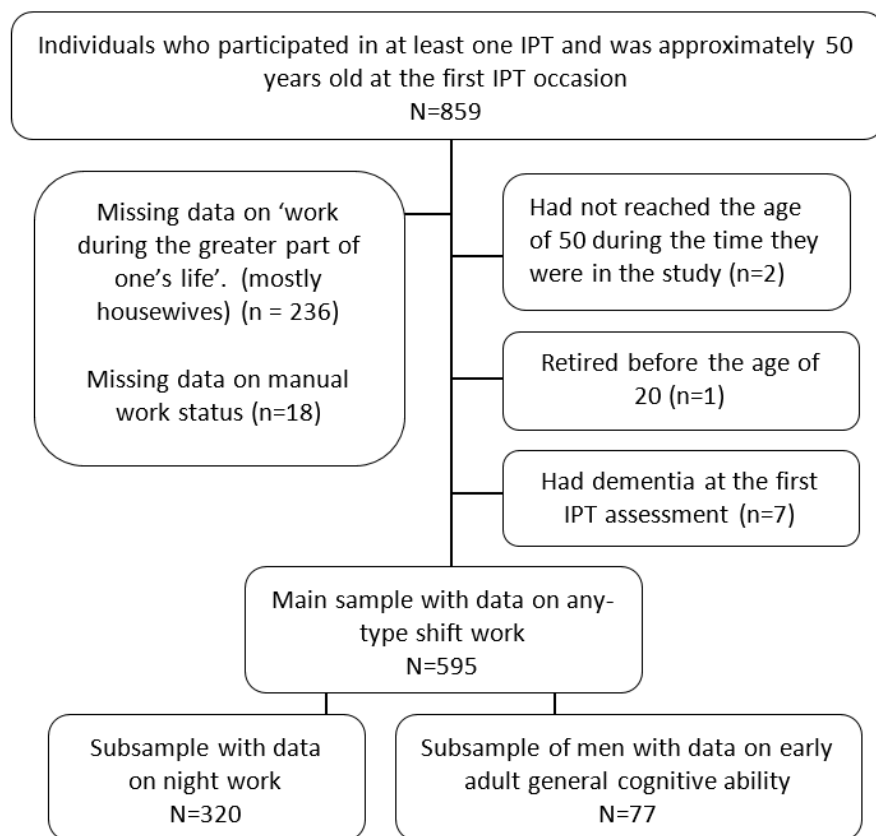 Individuals who participated in at least one IPT and was approximately 50
years old at the first IPT occasion
N=859
Missing data on ‘work
during the greater part of
one’s life’. (mostly
housewives) (n = 236)
Missing data on manual
work status (n=18)
Had not reached the age
of 50 during the time they
were in the study (n=2)
Retired before the age of
20 (n=1)
Had dementia at the first
IPT assessment (n=7)
Main sample with data on any-
type shift work
N=595
Subsample with data
on night work
N=320
Subsample of men with data on early
adult general cognitive ability
N=77